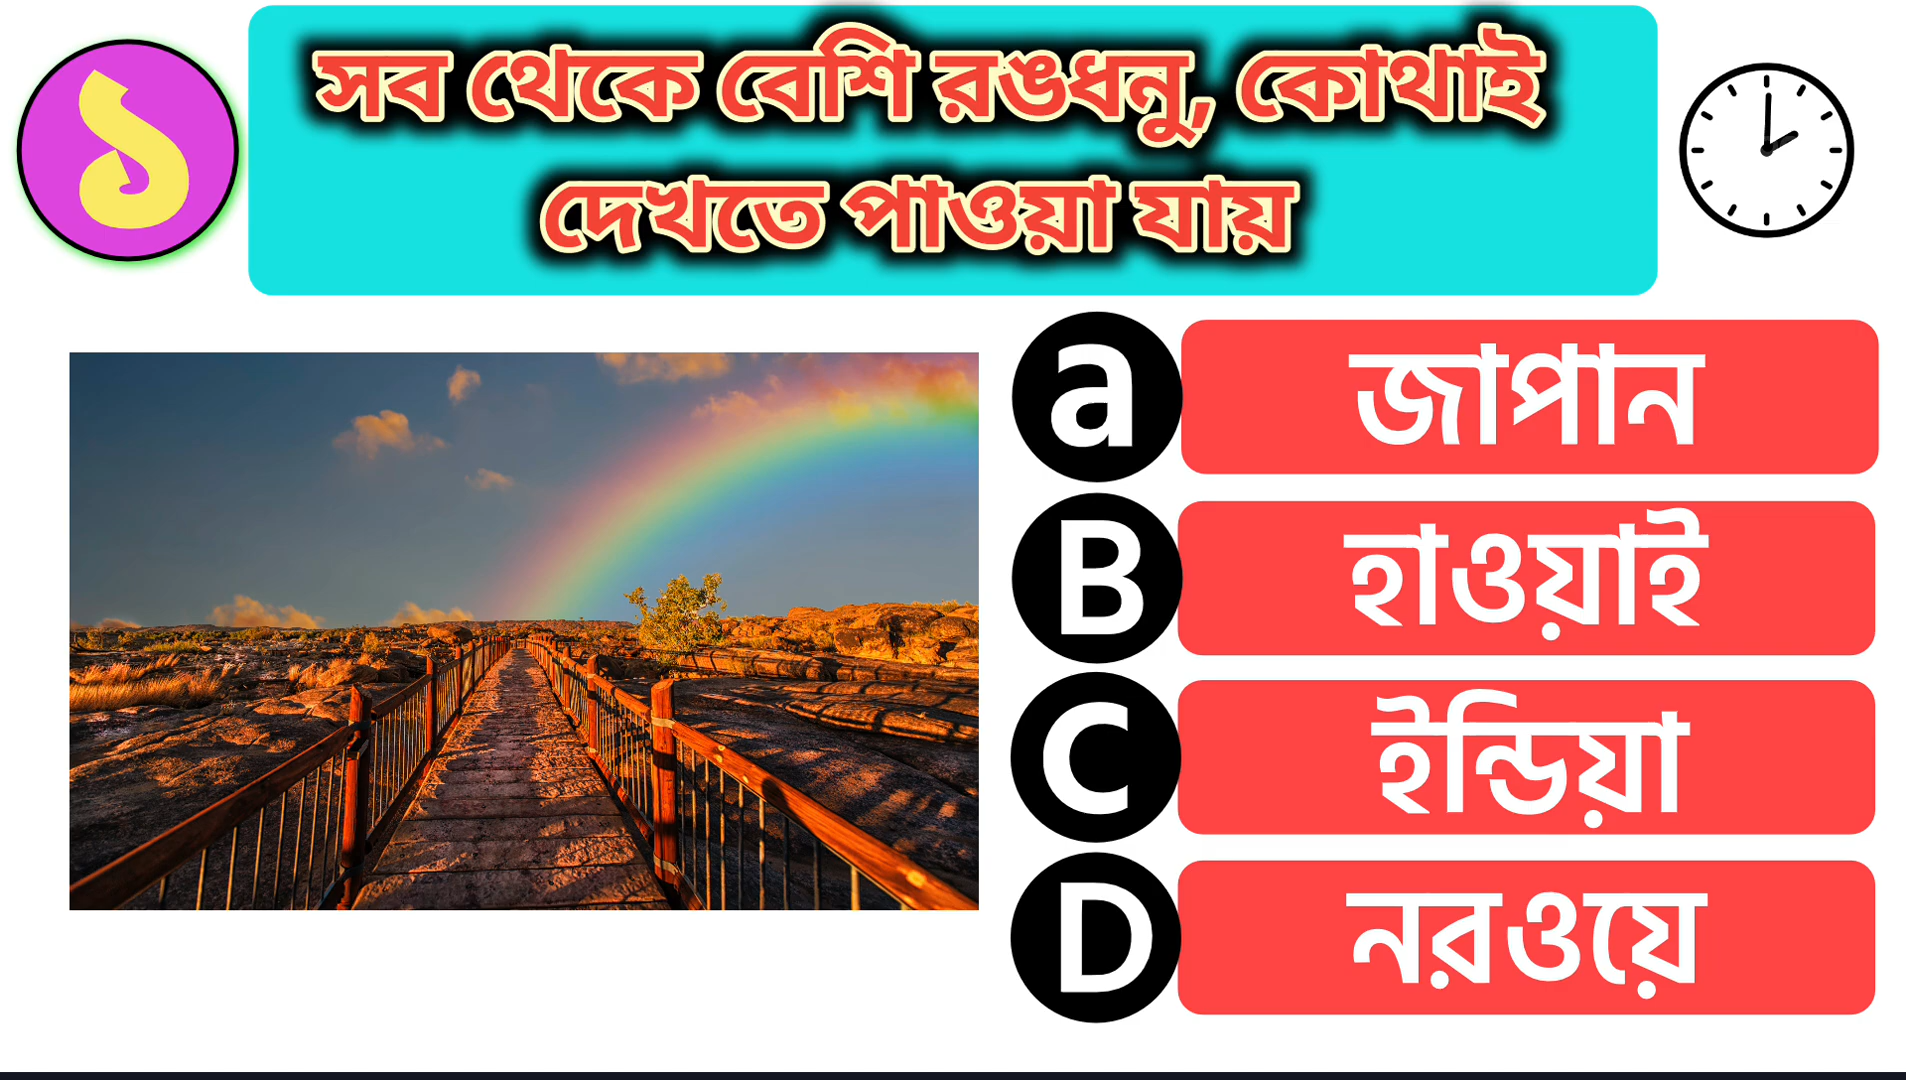 ১
সব থেকে বেশি রঙধনু, কোথাই
দেখতে পাওয়া যায়
a জাপান
B হাওয়াই
C ইন্ডিয়া
D নরওয়ে